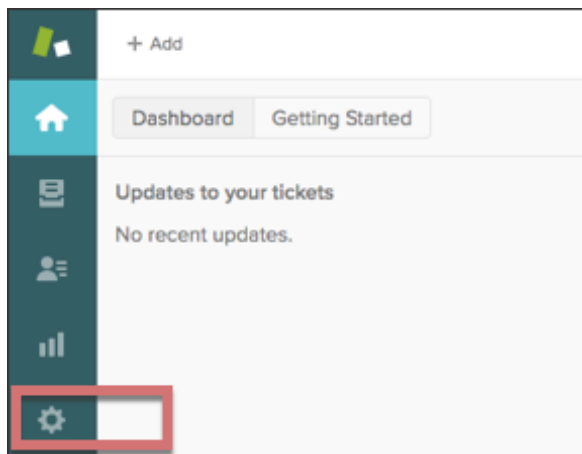 + Add
Dashboard Getting Started
Updates to your tickets
No recent updates.